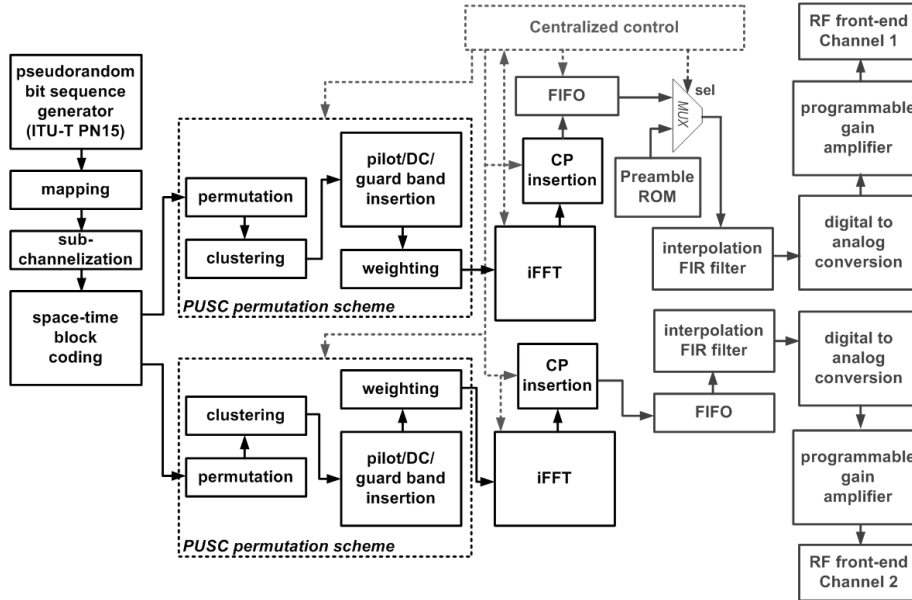 Centralized control
pseudorandom
bit sequence
generator
(ITU-T PN15)
mapping
sub-
channelization
space-time
block
coding
permutation
clustering
pilot/DC/
guard band
insertion
weighting
PUSC permutation scheme
iFFT
CP
insertion
FIFO
Preamble
ROM
MUX
sel
interpolation
FIR filter
digital to
analog
conversion
programmable
gain
amplifier
RF front-end
Channel 1
permutation
clustering
pilot/DC/
guard band
insertion
weighting
PUSC permutation scheme
iFFT
CP
insertion
FIFO
interpolation
FIR filter
digital to
analog
conversion
programmable
gain
amplifier
RF front-end
Channel 2